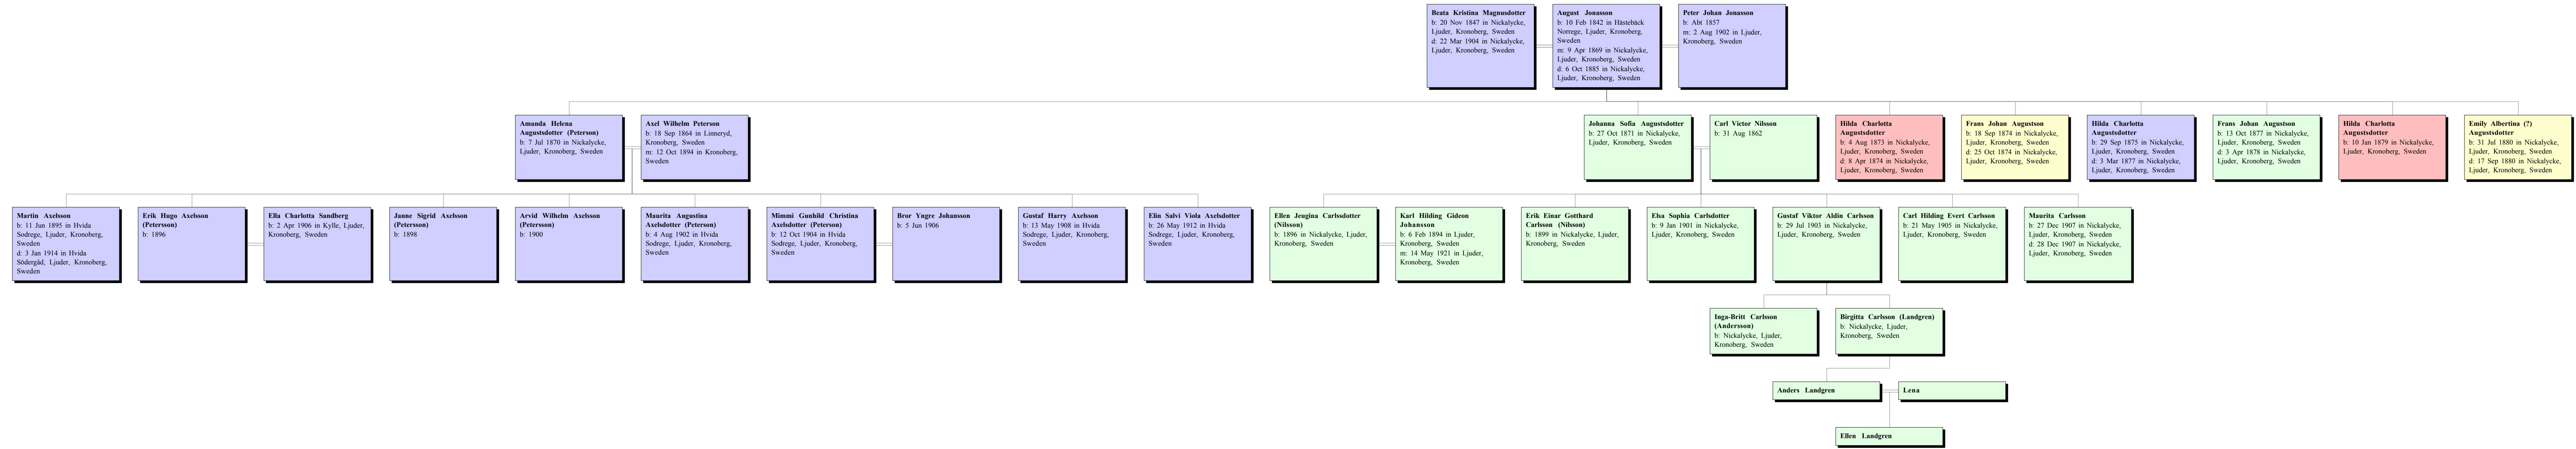 Beata Kristina Magnusdotter
b: 20 Nov 1847 in Nickalycke,
Ljuder, Kronoberg, Sweden
d: 22 Mar 1904 in Nickalycke,
Ljuder, Kronoberg, Sweden
August Jonasson
b: 10 Feb 1842 in Hästebäck
Norrege, Ljuder, Kronoberg,
Sweden
m: 9 Apr 1869 in Nickalycke,
Ljuder, Kronoberg, Sweden
d: 6 Oct 1885 in Nickalycke,
Ljuder, Kronoberg, Sweden
Peter Johan Jonasson
b: Abt 1857
m: 2 Aug 1902 in Ljuder,
Kronoberg, Sweden
Amanda Helena
Augustsdotter (Peterson)
b: 7 Jul 1870 in Nickalycke,
Ljuder, Kronoberg, Sweden
Axel Wilhelm Peterson
b: 18 Sep 1864 in Linneryd,
Kronoberg, Sweden
m: 12 Oct 1894 in Kronoberg,
Sweden
Johanna Sofia Augustsdotter
b: 27 Oct 1871 in Nickalycke,
Ljuder, Kronoberg, Sweden
Carl Victor Nilsson
b: 31 Aug 1862
Hilda Charlotta
Augustsdotter
b: 4 Aug 1873 in Nickalycke,
Ljuder, Kronoberg, Sweden
d: 8 Apr 1874 in Nickalycke,
Ljuder, Kronoberg, Sweden
Frans Johan Augustson
b: 18 Sep 1874 in Nickalycke,
Ljuder, Kronoberg, Sweden
d: 25 Oct 1874 in Nickalycke,
Ljuder, Kronoberg, Sweden
Hilda Charlotta
Augustsdotter
b: 29 Sep 1875 in Nickalycke,
Ljuder, Kronoberg, Sweden
d: 3 Mar 1877 in Nickalycke,
Ljuder, Kronoberg, Sweden
Frans Johan Augustson
b: 13 Oct 1877 in Nickalycke,
Ljuder, Kronoberg, Sweden
d: 3 Apr 1878 in Nickalycke,
Ljuder, Kronoberg, Sweden
Hilda Charlotta
Augustsdotter
b: 10 Jan 1879 in Nickalycke,
Ljuder, Kronoberg, Sweden
Emily Albertina (?)
Augustsdotter
b: 31 Jul 1880 in Nickalycke,
Ljuder, Kronoberg, Sweden
d: 17 Sep 1880 in Nickalycke,
Ljuder, Kronoberg, Sweden
Martin Axelsson
b: 11 Jun 1895 in Hvida
Sodrege, Ljuder, Kronoberg,
Sweden
d: 3 Jan 1914 in Hvida
Södergåd, Ljuder, Kronoberg,
Sweden
Erik Hugo Axelsson
(Petersson)
b: 1896
Ella Charlotta Sandberg
b: 2 Apr 1906 in Kylle, Ljuder,
Kronoberg, Sweden
Janne Sigrid Axelsson
(Petersson)
b: 1898
Arvid Wilhelm Axelsson
(Petersson)
b: 1900
Maurita Augustina
Axelsdotter (Peterson)
b: 4 Aug 1902 in Hvida
Sodrege, Ljuder, Kronoberg,
Sweden
Mimmi Gunhild Christina
Axelsdotter (Peterson)
b: 12 Oct 1904 in Hvida
Sodrege, Ljuder, Kronoberg,
Sweden
Bror Yngre Johansson
b: 5 Jun 1906
Gustaf Harry Axelsson
b: 13 May 1908 in Hvida
Sodrege, Ljuder, Kronoberg,
Sweden
Elin Salvi Viola Axelsdotter
b: 26 May 1912 in Hvida
Sodrege, Ljuder, Kronoberg,
Sweden
Ellen Jeugina Carlssdotter
(Nilsson)
b: 1896 in Nickalycke, Ljuder,
Kronoberg, Sweden
Karl Hilding Gideon
Johansson
b: 6 Feb 1894 in Ljuder,
Kronoberg, Sweden
m: 14 May 1921 in Ljuder,
Kronoberg, Sweden
Erik Einar Gotthard
Carlsson (Nilsson)
b: 1899 in Nickalycke, Ljuder,
Kronoberg, Sweden
Elsa Sophia Carlsdotter
b: 9 Jan 1901 in Nickalycke,
Ljuder, Kronoberg, Sweden
Gustaf Viktor Aldin Carlsson
b: 29 Jul 1903 in Nickalycke,
Ljuder, Kronoberg, Sweden
Carl Hilding Evert Carlsson
b: 21 May 1905 in Nickalycke,
Ljuder, Kronoberg, Sweden
Maurita Carlsson
b: 27 Dec 1907 in Nickalycke,
Ljuder, Kronoberg, Sweden
d: 28 Dec 1907 in Nickalycke,
Ljuder, Kronoberg, Sweden
Inga-Britt Carlsson
(Andersson)
b: Nickalycke, Ljuder,
Kronoberg, Sweden
Birgitta Carlsson (Landgren)
b: Nickalycke, Ljuder,
Kronoberg, Sweden
Anders Landgren
Lena
Ellen Landgren